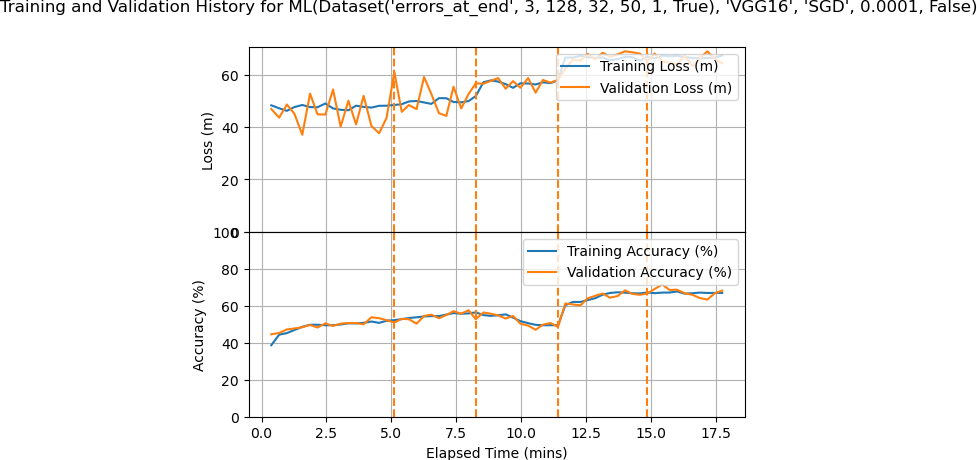 Training and Validation History for ML(Dataset('errors_at_end', 3, 128, 32, 50, 1, True), 'VGG16', 'SGD', 0.0001, False)
Training Loss (m)
Validation Loss (m)
60
40
20
0
Loss (m)
Training Accuracy (%)
Validation Accuracy (%)
100
80
60
40
20
0
Accuracy (%)
0.0 2.5 5.0 7.5 10.0 12.5 15.0 17.5
Elapsed Time (mins)